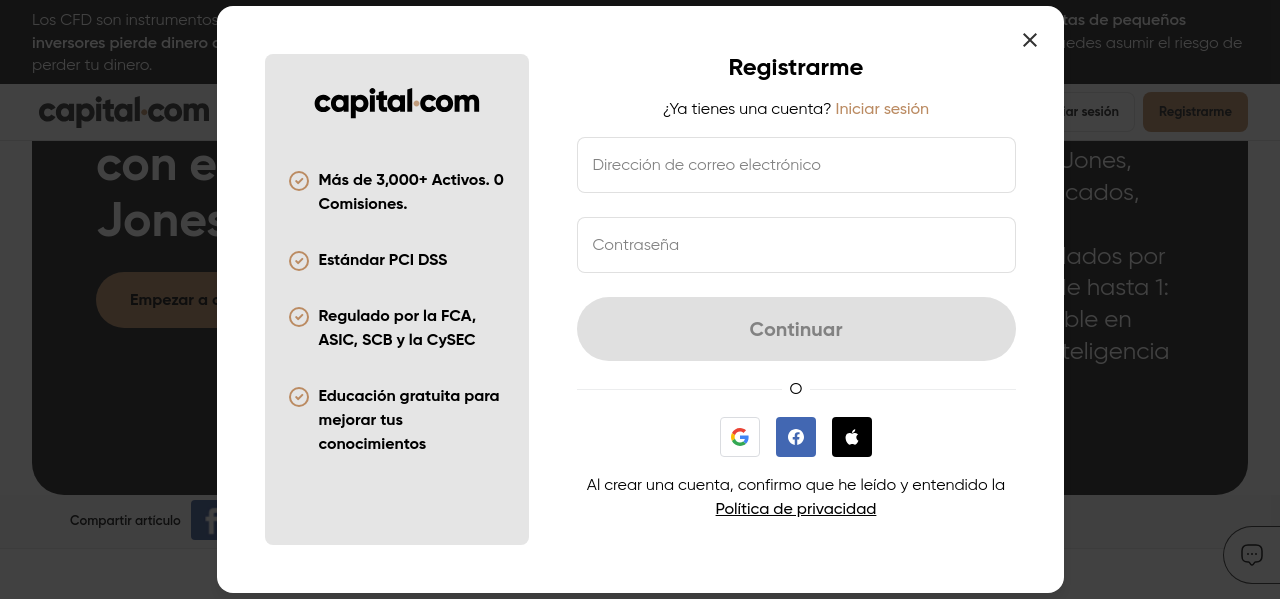 Los CFD son instrumentos
tas de pequeños
inversores pierde dinero
uedes asumir el riesgo de
perder tu dinero.
capital.com
iar sesión
Registrarme
con e
Jones
Jones,
cados,
lados por
le hasta 1:
ble en
teligencia
Empezar a
Compartir artículo
capital.com
Más de 3,000+ Activos. 0
Comisiones.
Estándar PCI DSS
Regulado por la FCA,
ASIC, SCB y la CySEC
Educación gratuita para
mejorar tus
conocimientos
Registrarme
¿Ya tienes una cuenta? Iniciar sesión
Dirección de correo electrónico
Contraseña
Continuar
O
Al crear una cuenta, confirmo que he leído y entendido la
Política de privacidad